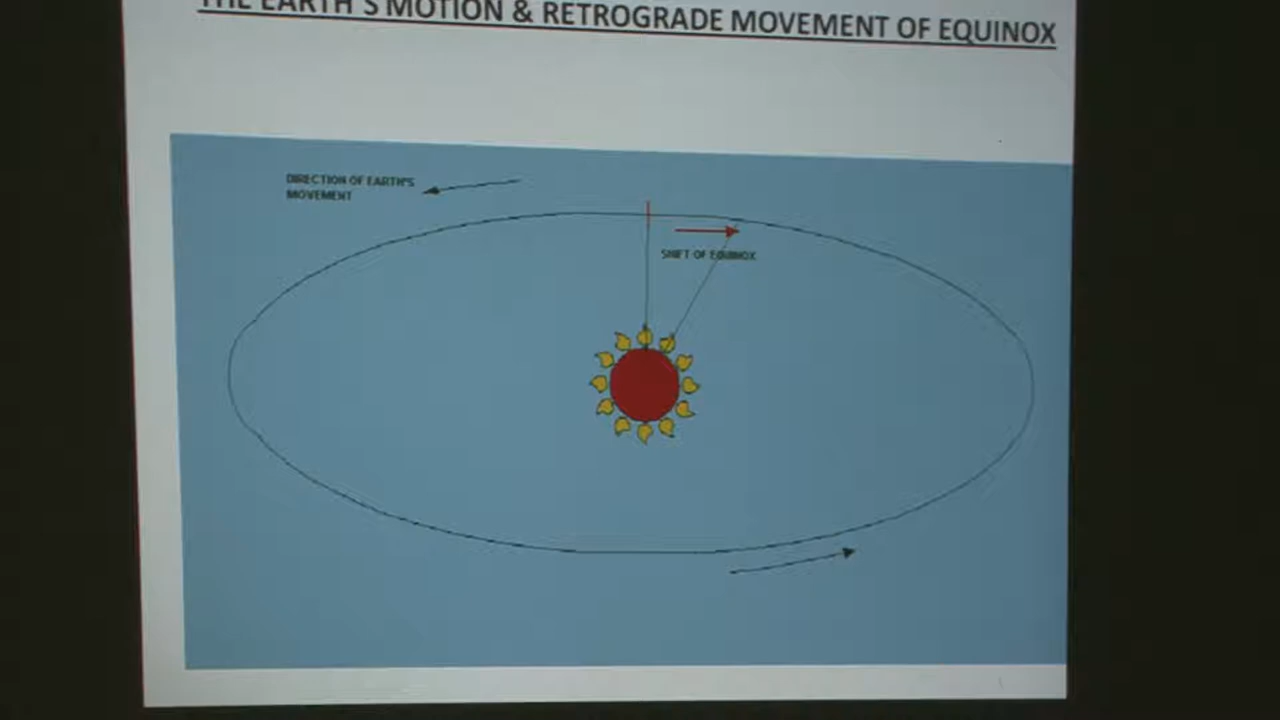 THE EARTH'S MOTION & RETROGRADE MOVEMENT OF EQUINOX
DIRECTION OF EARTH'S
MOVEMENT
SHIFT OF EQUINOX